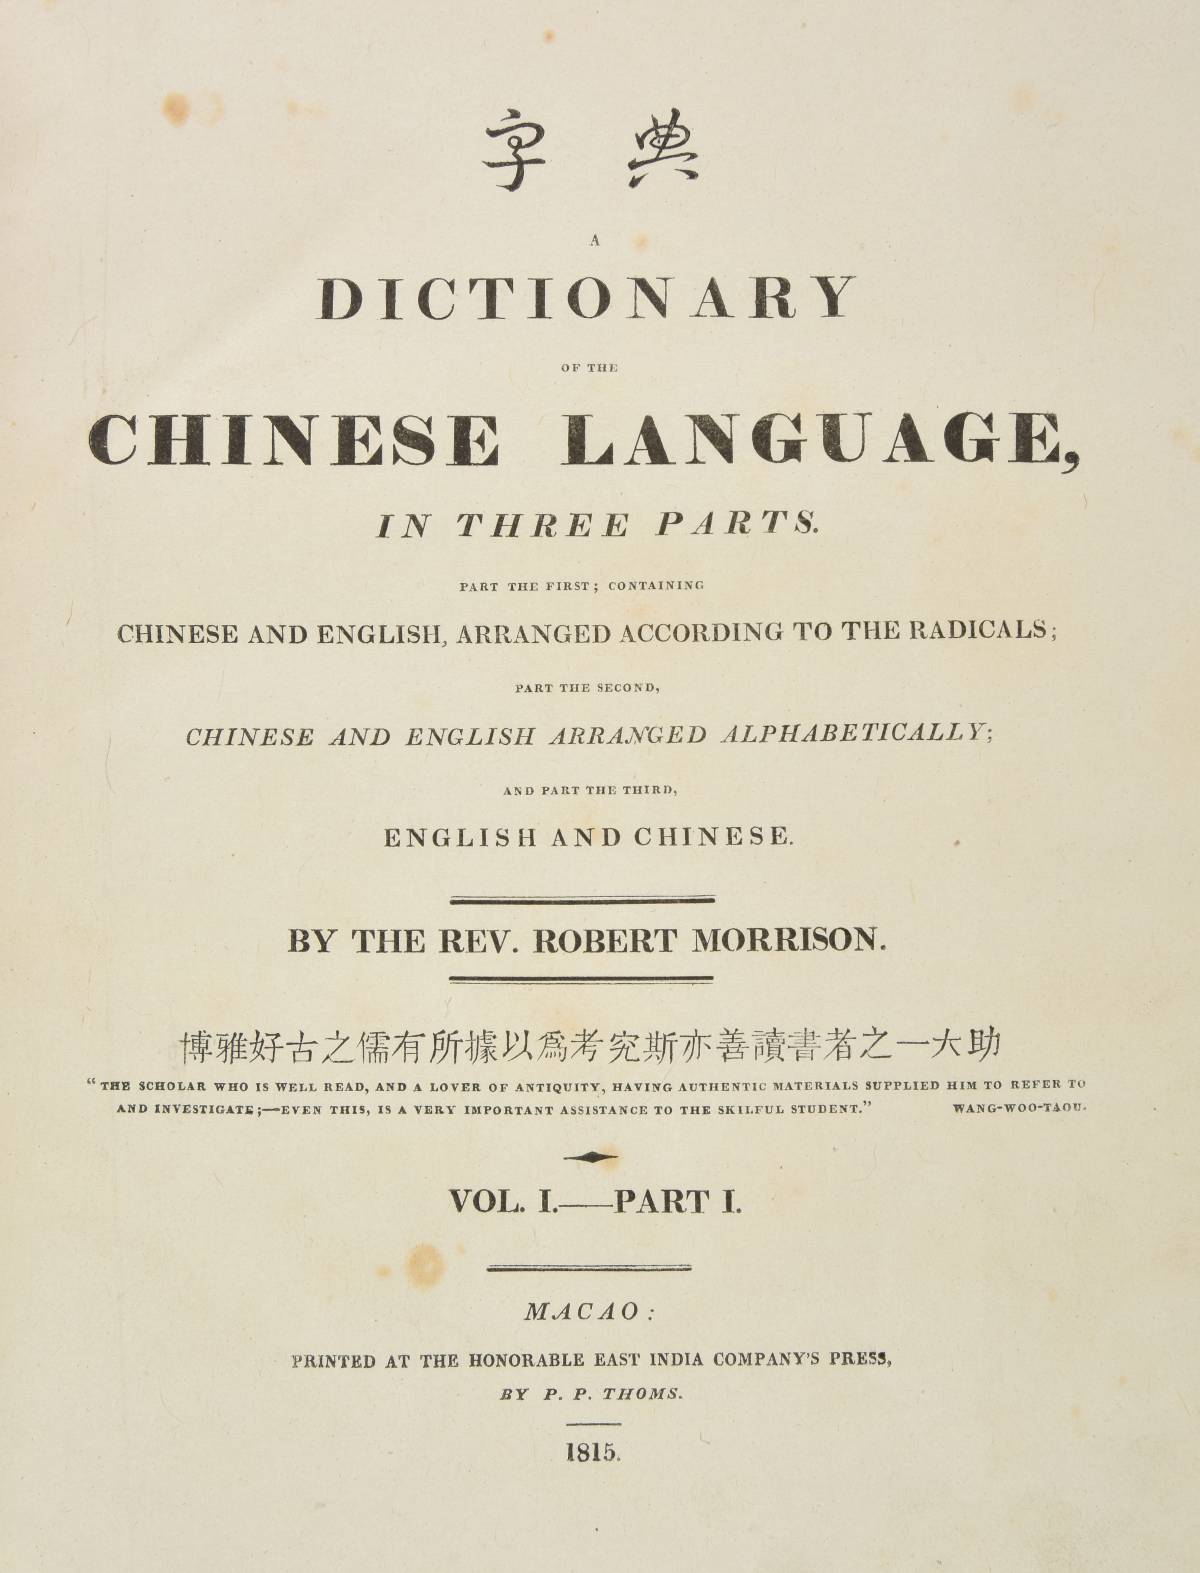 字 典
A
DICTIONARY
OF THE
CHINESE LANGUAGE,
IN THREE PARTS.
PART THE FIRST; CONTAINING
CHINESE AND ENGLISH, ARRANGED ACCORDING TO THE RADICALS;
PART THE SECOND,
CHINESE AND ENGLISH ARRANGED ALPHABETICALLY;
AND PART THE THIRD,
ENGLISH AND CHINESE.
BY THE REV. ROBERT MORRISON.
博雅好古之儒有所據以爲考究斯亦善讀書者之一大助
“THE SCHOLAR WHO IS WELL READ, AND A LOVER OF ANTIQUITY, HAVING AUTHENTIC MATERIALS SUPPLIED HIM TO REFER TO
AND INVESTIGATE;—EVEN THIS, IS A VERY IMPORTANT ASSISTANCE TO THE SKILFUL STUDENT.” WANG-WOO-TAOU.
VOL. I.—PART I.
MACAO:
PRINTED AT THE HONORABLE EAST INDIA COMPANY'S PRESS,
BY P. P. THOMS.
1815.